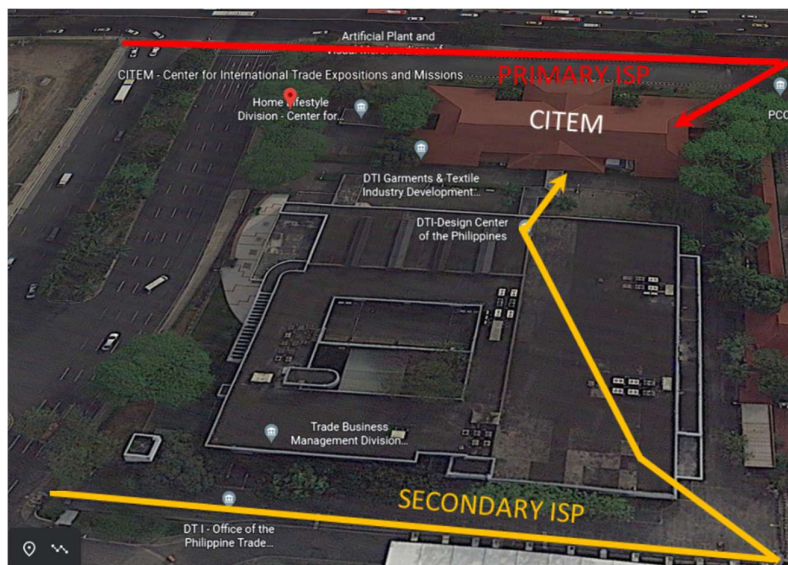 Artificial Plant and
CITEM - Center for International Trade Expositions and Missions
PRIMARY ISP
Home Lifestyle
Division - Center for...
CITEM
PCC
DTI Garments & Textile
Industry Development...
DTI-Design Center
of the Philippines
Trade Business
Management Division...
SECONDARY ISP
DT I - Office of the
Philippine Trade...